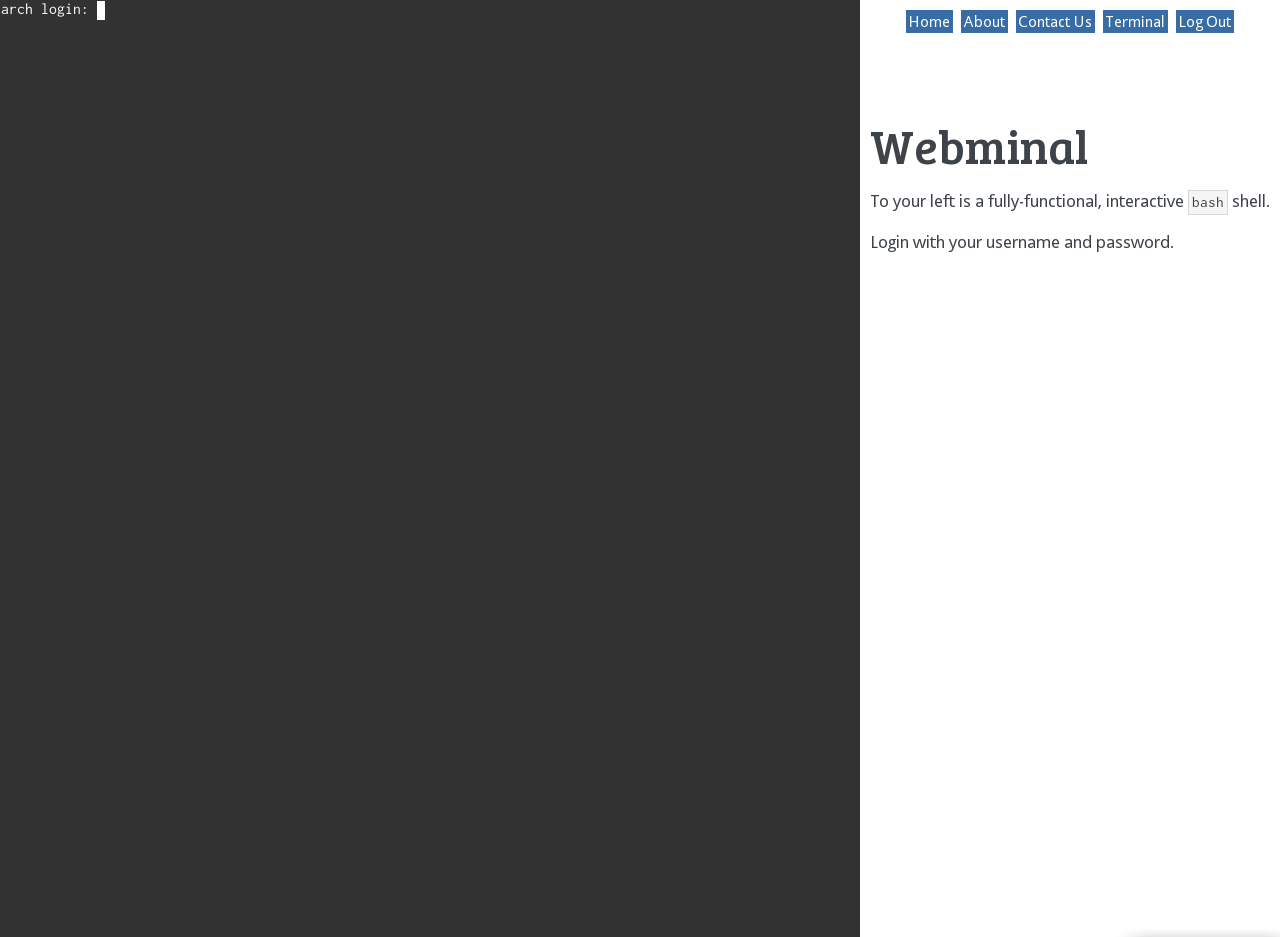 arch login:
Home About Contact Us Terminal Log Out
Webminal
To your left is a fully-functional, interactive bash shell.
Login with your username and password.